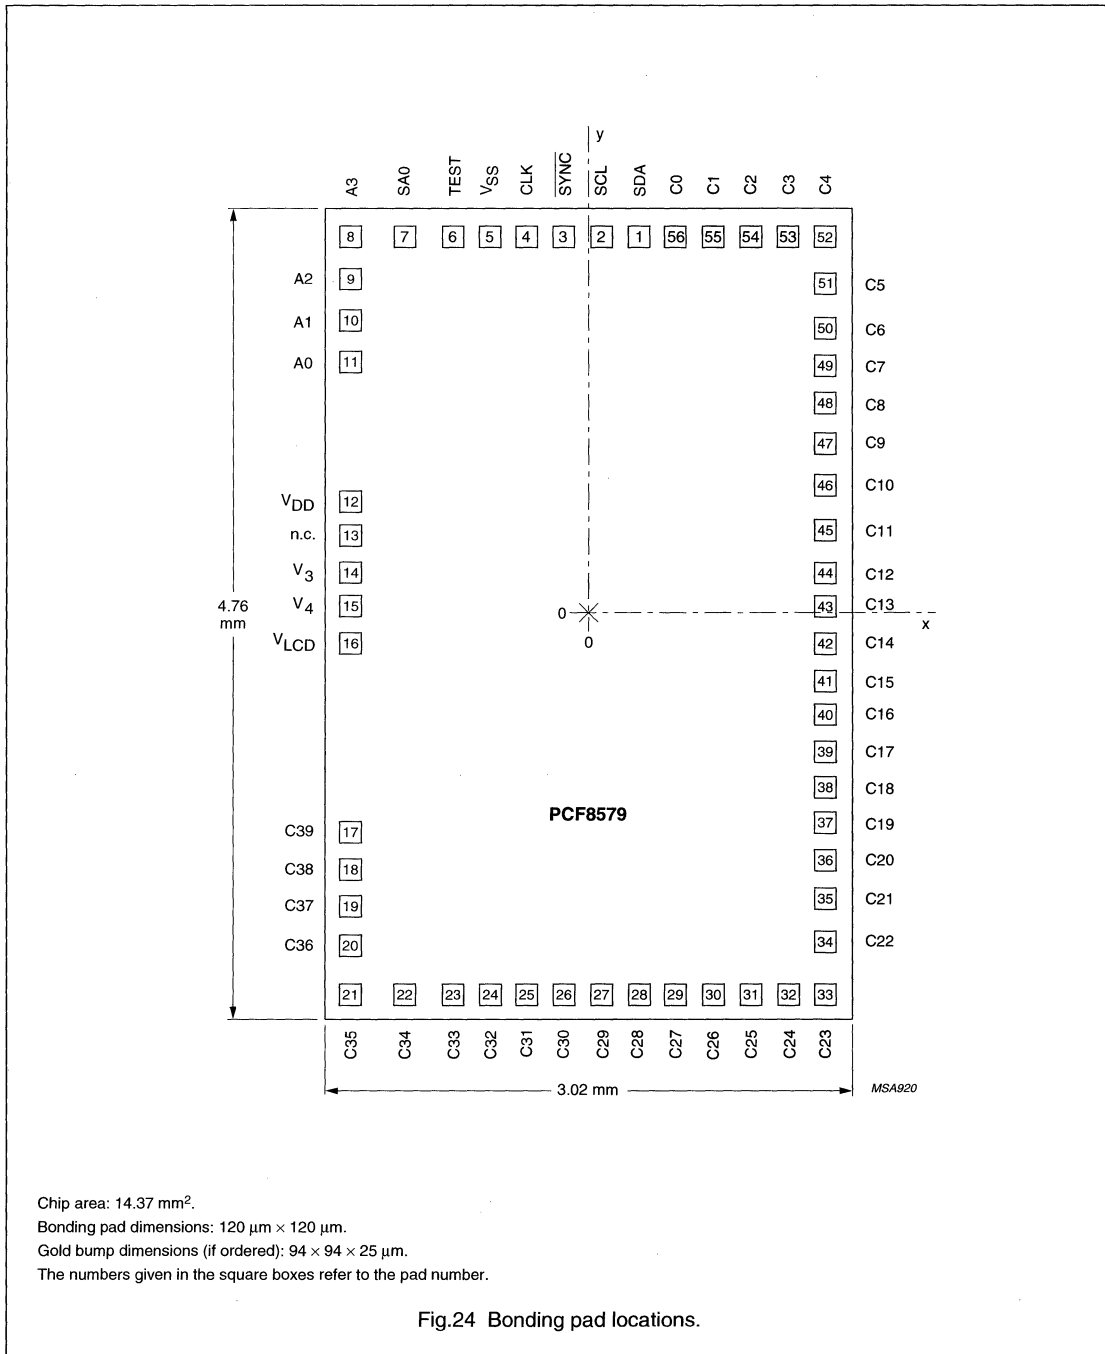 y
A3 SA0 TEST VSS CLK SYNC SCL SDA C0 C1 C2 C3 C4
8 7 6 5 4 3 2 1 56 55 54 53 52
A2 9 51 C5
A1 10 50 C6
A0 11 49 C7
48 C8
47 C9
46 C10
VDD 12
n.c. 13 45 C11
V3 14 44 C12
4.76 mm
V4 15 0 43 C13
x
VLCD 16 0 42 C14
41 C15
40 C16
39 C17
38 C18
PCF8579
C39 17 37 C19
C38 18 36 C20
C37 19 35 C21
C36 20 34 C22
21 22 23 24 25 26 27 28 29 30 31 32 33
C35 C34 C33 C32 C31 C30 C29 C28 C27 C26 C25 C24 C23
3.02 mm
MSA920
Chip area: 14.37 mm².
Bonding pad dimensions: 120 µm × 120 µm.
Gold bump dimensions (if ordered): 94 × 94 × 25 µm.
The numbers given in the square boxes refer to the pad number.
Fig.24 Bonding pad locations.